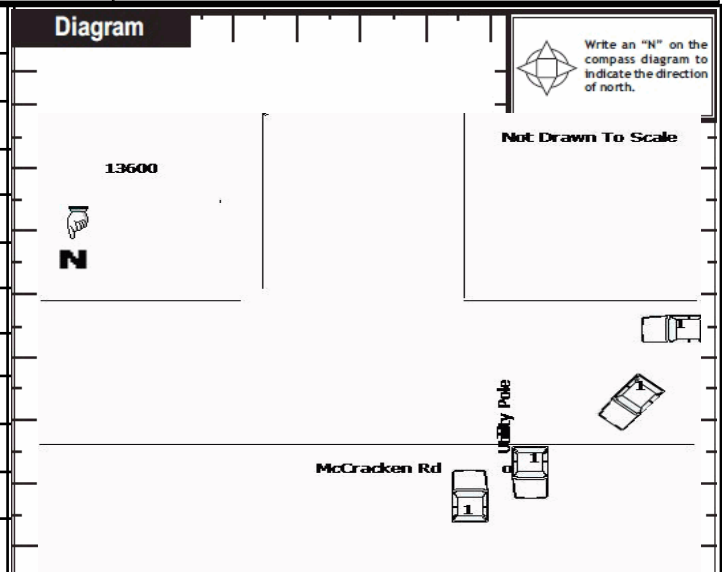 Diagram
Write an “N” on the
compass diagram to
indicate the direction
of north.
Not Drawn To Scale
13600
N
1
1
Utility Pole
McCracken Rd
o
1
1